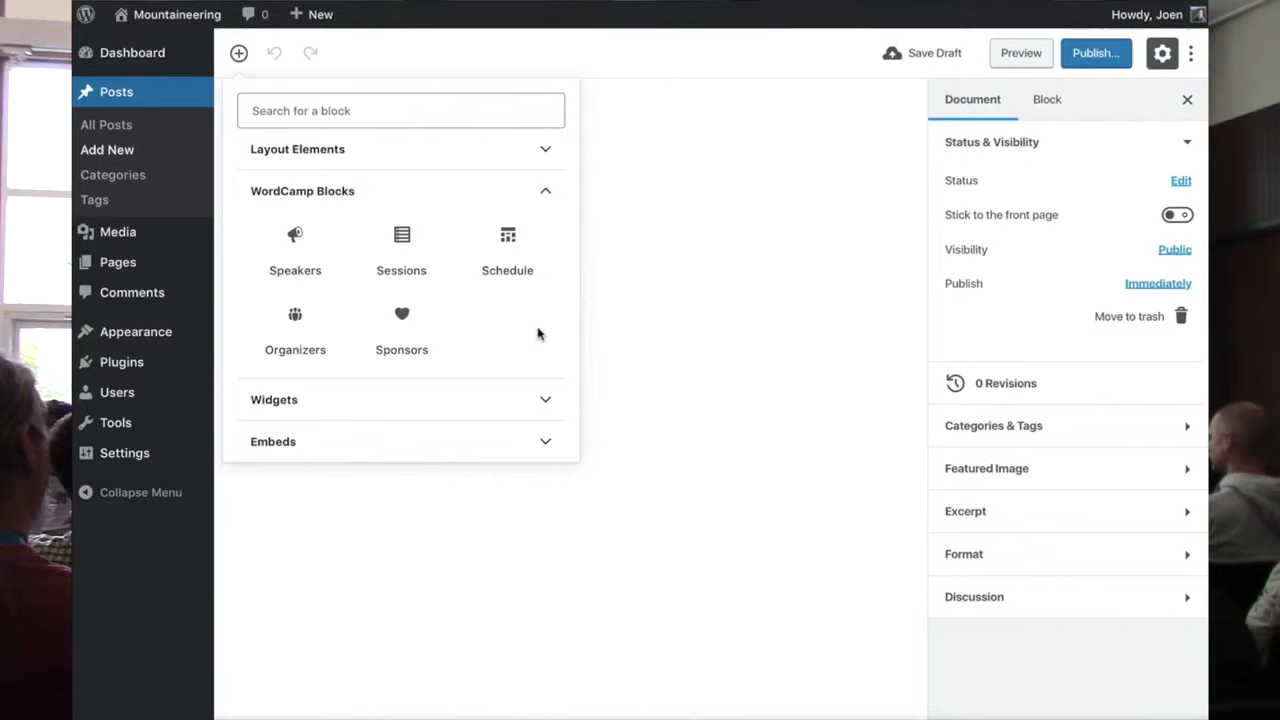 Mountaineering
0
New
Howdy, Joen
Dashboard
Posts
All Posts
Add New
Categories
Tags
Media
Pages
Comments
Appearance
Plugins
Users
Tools
Settings
Collapse Menu
Save Draft
Preview
Publish...
Search for a block
Layout Elements
WordCamp Blocks
Speakers
Sessions
Schedule
Organizers
Sponsors
Widgets
Embeds
Document
Block
Status & Visibility
Status
Edit
Stick to the front page
Visibility
Public
Publish
Immediately
Move to trash
0 Revisions
Categories & Tags
Featured Image
Excerpt
Format
Discussion